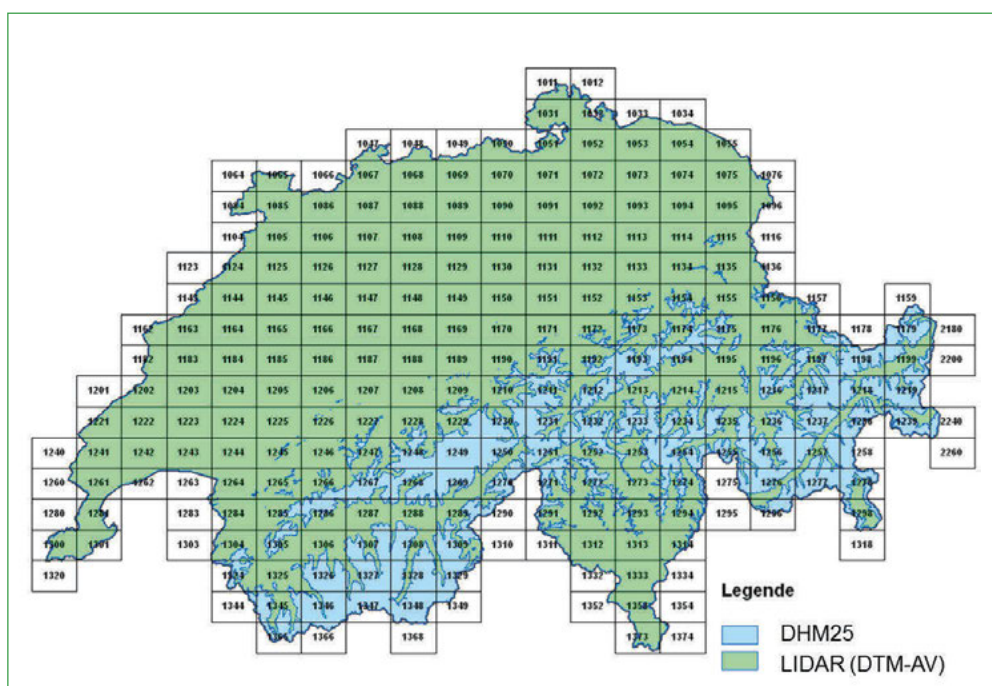 1011 1012
1031 1032 1033 1034
1047 1048 1049 1050 1051 1052 1053 1054 1055
1064 1065 1066 1067 1068 1069 1070 1071 1072 1073 1074 1075 1076
1084 1085 1086 1087 1088 1089 1090 1091 1092 1093 1094 1095 1096
1104 1105 1106 1107 1108 1109 1110 1111 1112 1113 1114 1115 1116
1123 1124 1125 1126 1127 1128 1129 1130 1131 1132 1133 1134 1135 1136
1143 1144 1145 1146 1147 1148 1149 1150 1151 1152 1153 1154 1155 1156 1157 1159
1162 1163 1164 1165 1166 1167 1168 1169 1170 1171 1172 1173 1174 1175 1176 1177 1178 1179 2180
1182 1183 1184 1185 1186 1187 1188 1189 1190 1191 1192 1193 1194 1195 1196 1197 1198 1199 2200
1201 1202 1203 1204 1205 1206 1207 1208 1209 1210 1211 1212 1213 1214 1215 1216 1217 1218 1219
1221 1222 1223 1224 1225 1226 1227 1228 1229 1230 1231 1232 1233 1234 1235 1236 1237 1238 1239 2240
1240 1241 1242 1243 1244 1245 1246 1247 1248 1249 1250 1251 1252 1253 1254 1255 1256 1257 1258 2260
1260 1261 1262 1263 1264 1265 1266 1267 1268 1269 1270 1271 1272 1273 1274 1275 1276 1277 1278
1280 1281 1283 1284 1285 1286 1287 1288 1289 1290 1291 1292 1293 1294 1295 1296 1298
1300 1301 1303 1304 1305 1306 1307 1308 1309 1310 1311 1312 1313 1314 1318
1320 1324 1325 1326 1327 1328 1329 1332 1333 1334
1344 1345 1346 1347 1348 1349 1352 1353 1354
1365 1366 1368 1373 1374
Legende
DHM25
LIDAR (DTM-AV)